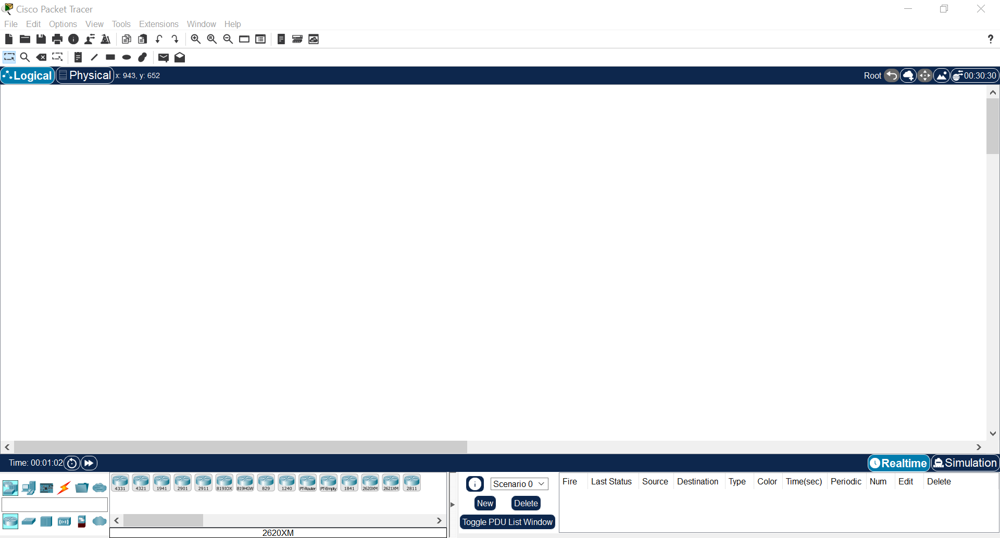 Cisco Packet Tracer
File Edit Options View Tools Extensions Window Help
?
Logical Physical x: 943, y: 652 Root 00:30:30
Time: 00:01:02 Realtime Simulation
4331 4321 1941 2901 2911 819IOX 819HGW 829 1240 PT-Router PT-Empty 1841 2620XM 2621XM 2811
Scenario 0
New Delete
Toggle PDU List Window
Fire Last Status Source Destination Type Color Time(sec) Periodic Num Edit Delete
2620XM